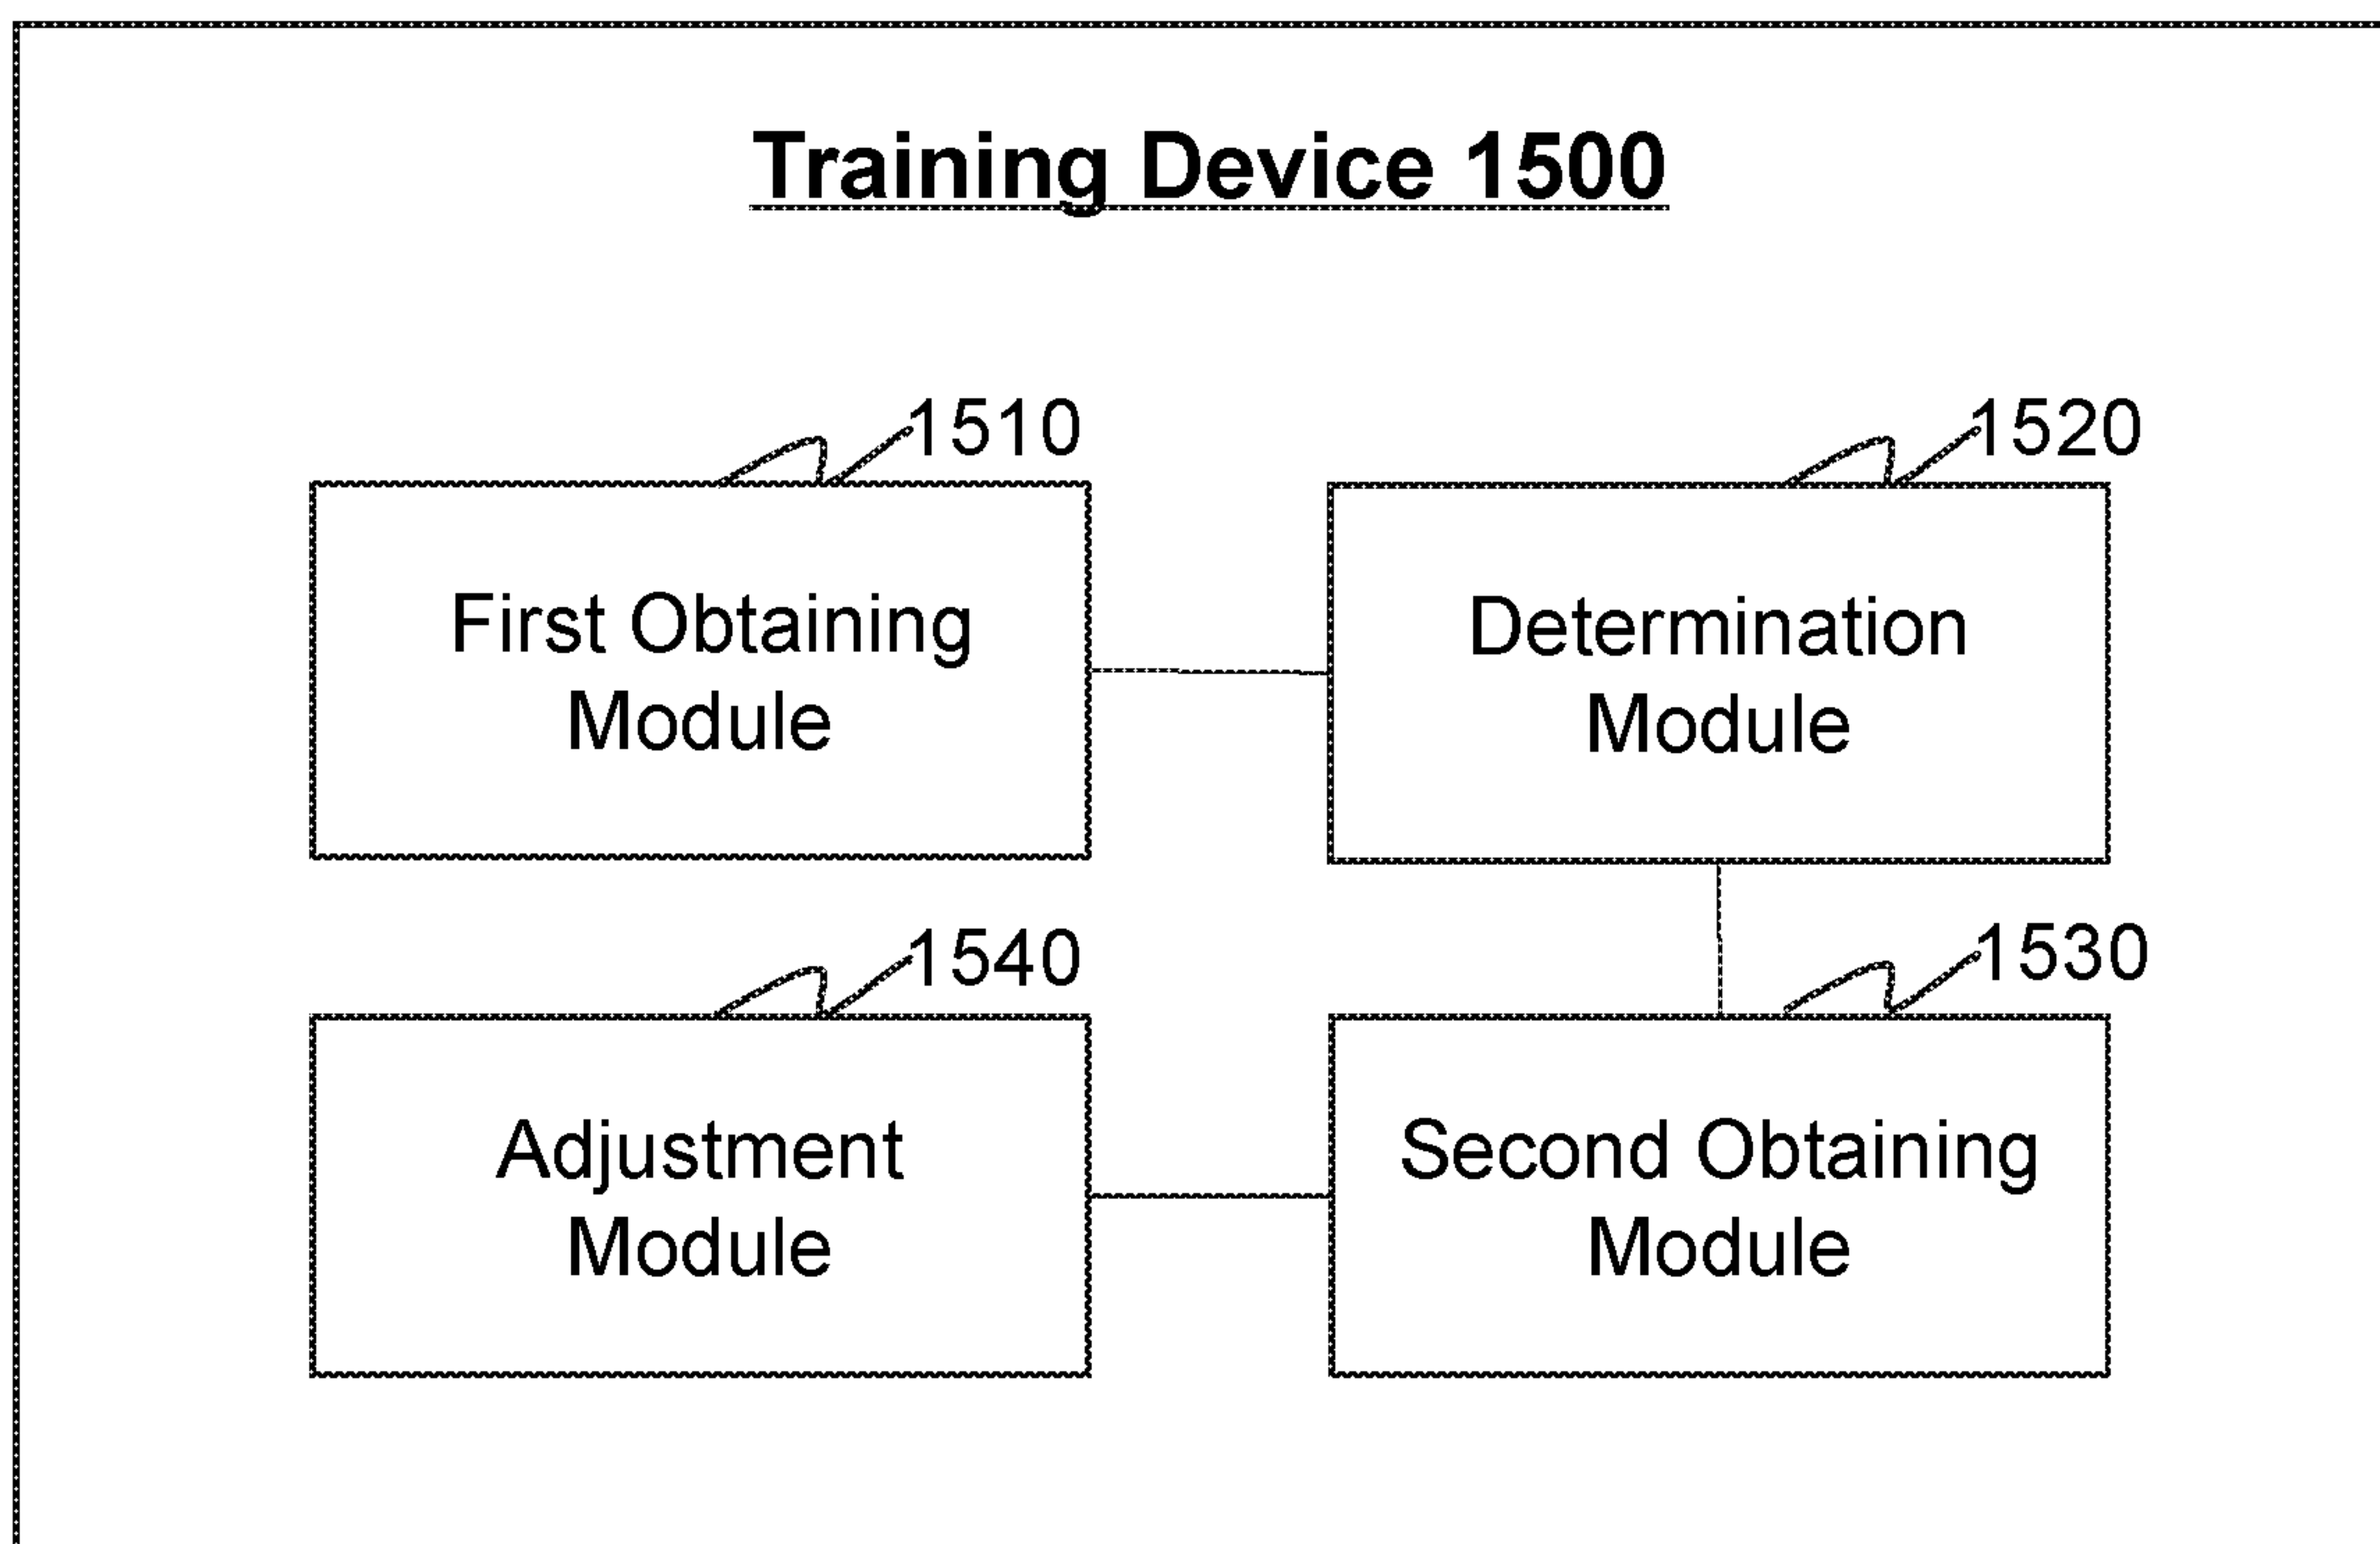 Training Device 1500
1510
First Obtaining
Module
1520
Determination
Module
1540
Adjustment
Module
1530
Second Obtaining
Module